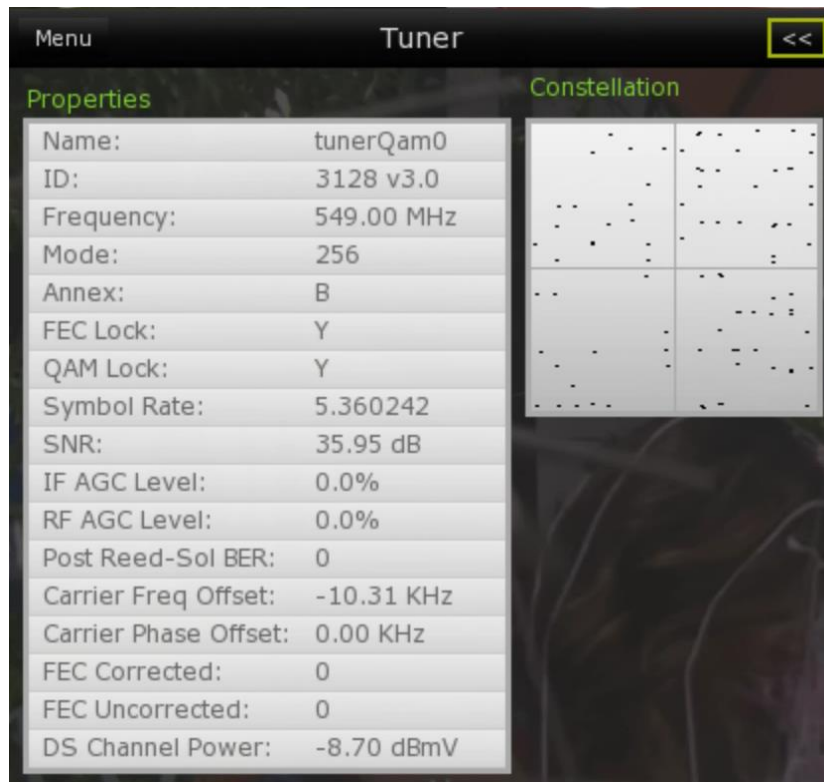 Menu
Tuner
<<
Properties
Name: tunerQam0
ID: 3128 v3.0
Frequency: 549.00 MHz
Mode: 256
Annex: B
FEC Lock: Y
QAM Lock: Y
Symbol Rate: 5.360242
SNR: 35.95 dB
IF AGC Level: 0.0%
RF AGC Level: 0.0%
Post Reed-Sol BER: 0
Carrier Freq Offset: -10.31 KHz
Carrier Phase Offset: 0.00 KHz
FEC Corrected: 0
FEC Uncorrected: 0
DS Channel Power: -8.70 dBmV
Constellation